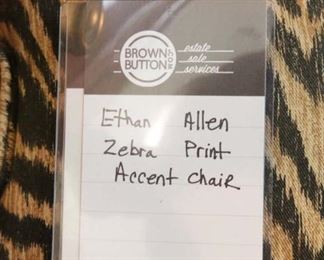 BROWN
BUTTON
estate
sale
services
Ethan Allen
Zebra Print
Accent Chair